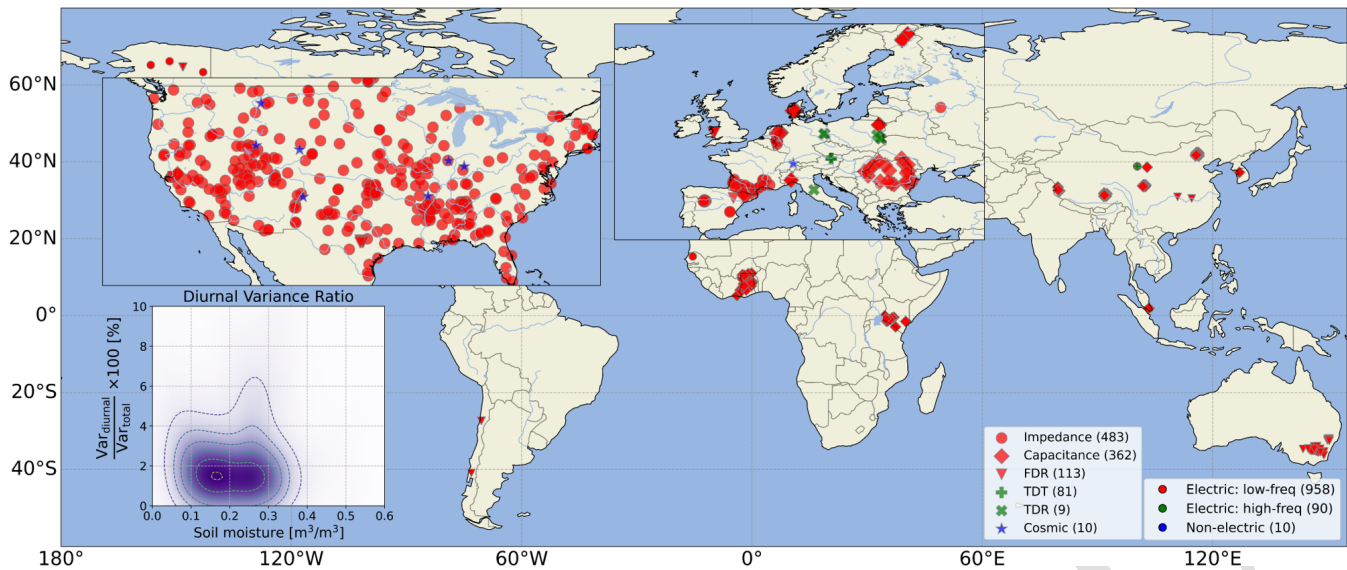 60°N
40°N
20°N
0°
20°S
40°S
180°
120°W
60°W
0°
60°E
120°E
Diurnal Variance Ratio
Var_diurnal / Var_total ×100 [%]
10
8
6
4
2
0
0.0 0.1 0.2 0.3 0.4 0.5 0.6
Soil moisture [m³/m³]
Impedance (483)
Capacitance (362)
FDR (113)
TDT (81)
TDR (9)
Cosmic (10)
Electric: low-freq (958)
Electric: high-freq (90)
Non-electric (10)